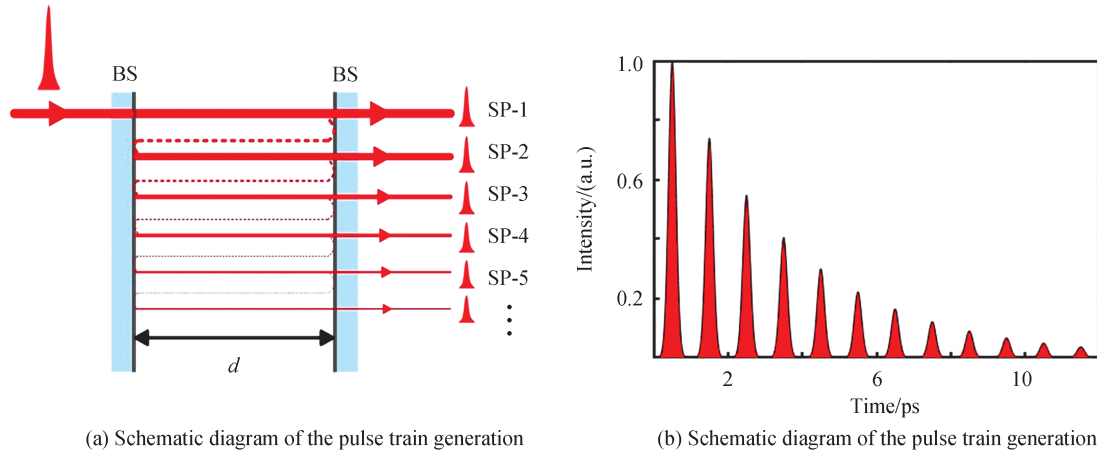 BS
BS
SP-1
SP-2
SP-3
SP-4
SP-5
d
(a) Schematic diagram of the pulse train generation
Intensity/(a.u.)
1.0
0.6
0.2
2
6
10
Time/ps
(b) Schematic diagram of the pulse train generation